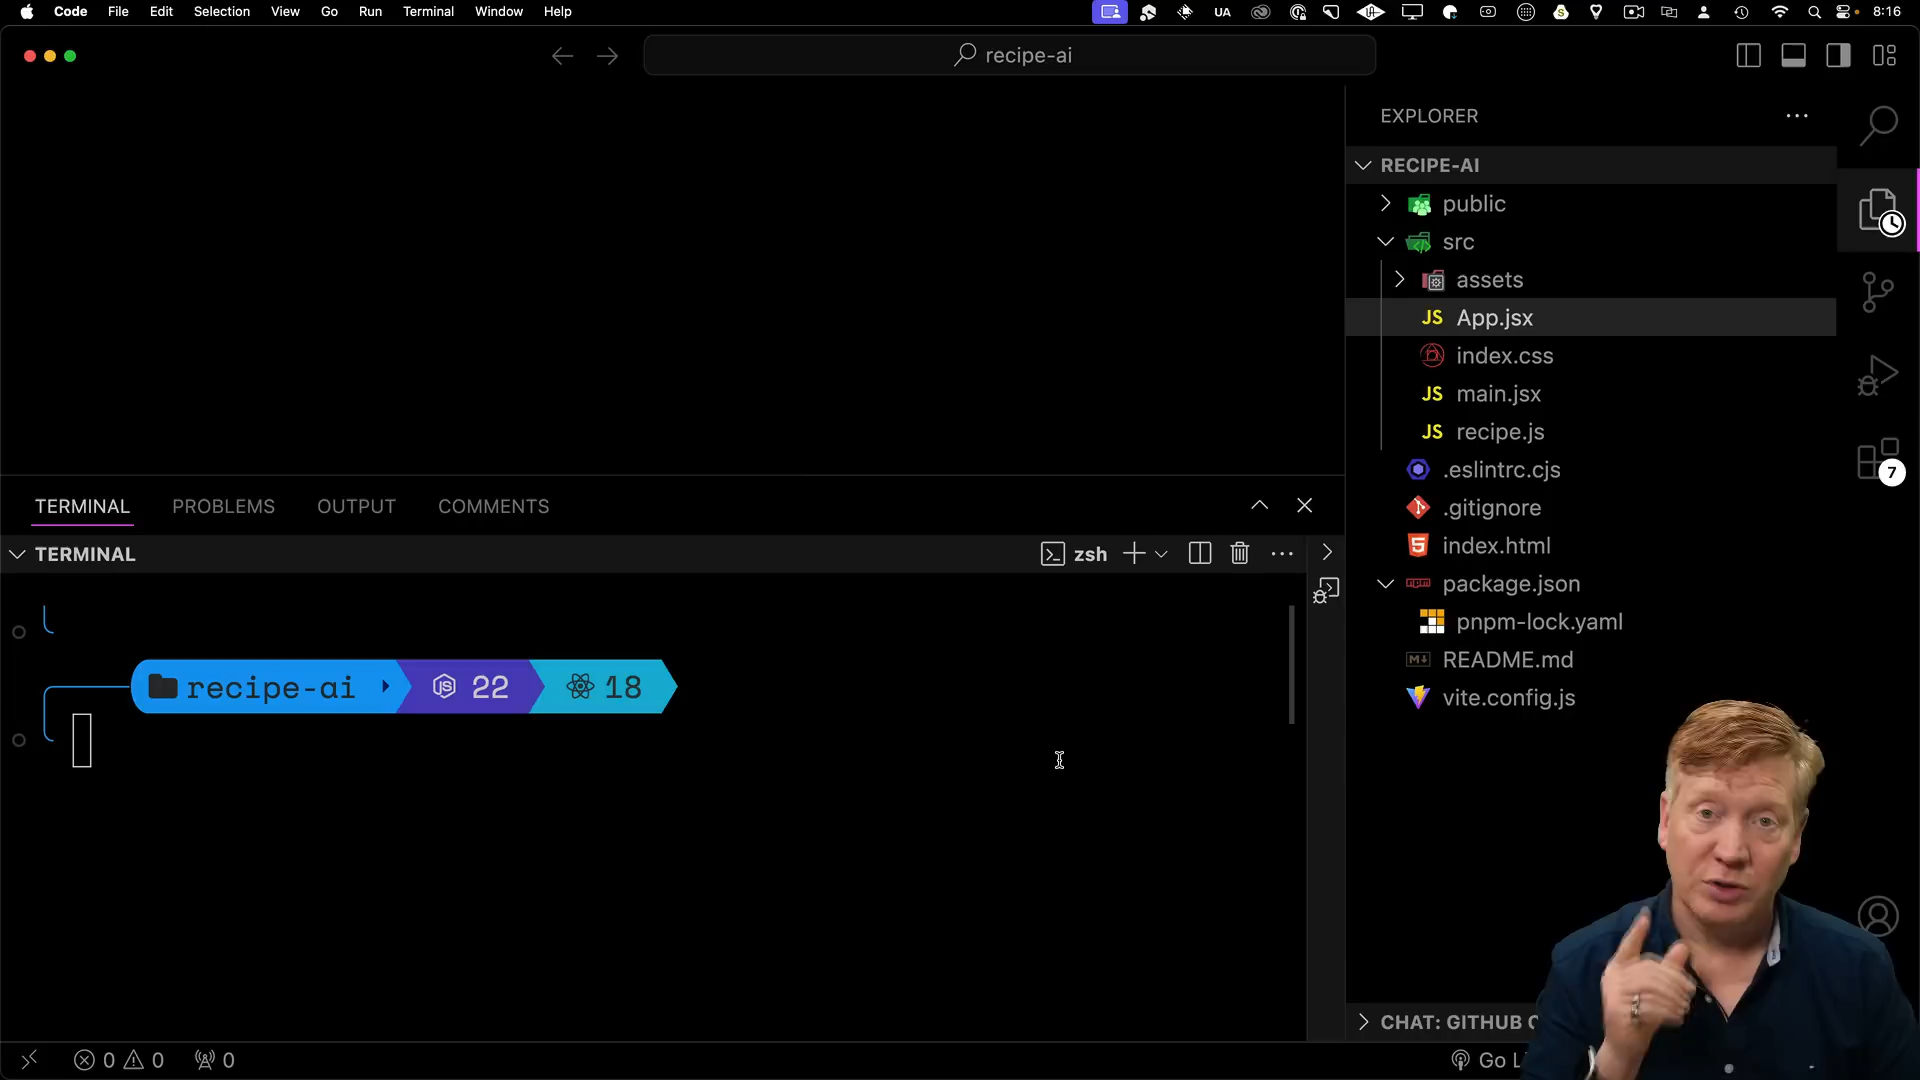 Code File Edit Selection View Go Run Terminal Window Help UA 8:16
recipe-ai
EXPLORER
RECIPE-AI
public
src
assets
JS App.jsx
index.css
JS main.jsx
JS recipe.js
.eslintrc.cjs
.gitignore
5 index.html
package.json
pnpm-lock.yaml
README.md
vite.config.js
7
TERMINAL PROBLEMS OUTPUT COMMENTS
TERMINAL
zsh
recipe-ai 22 18
CHAT: GITHUB
0 0 0
Go